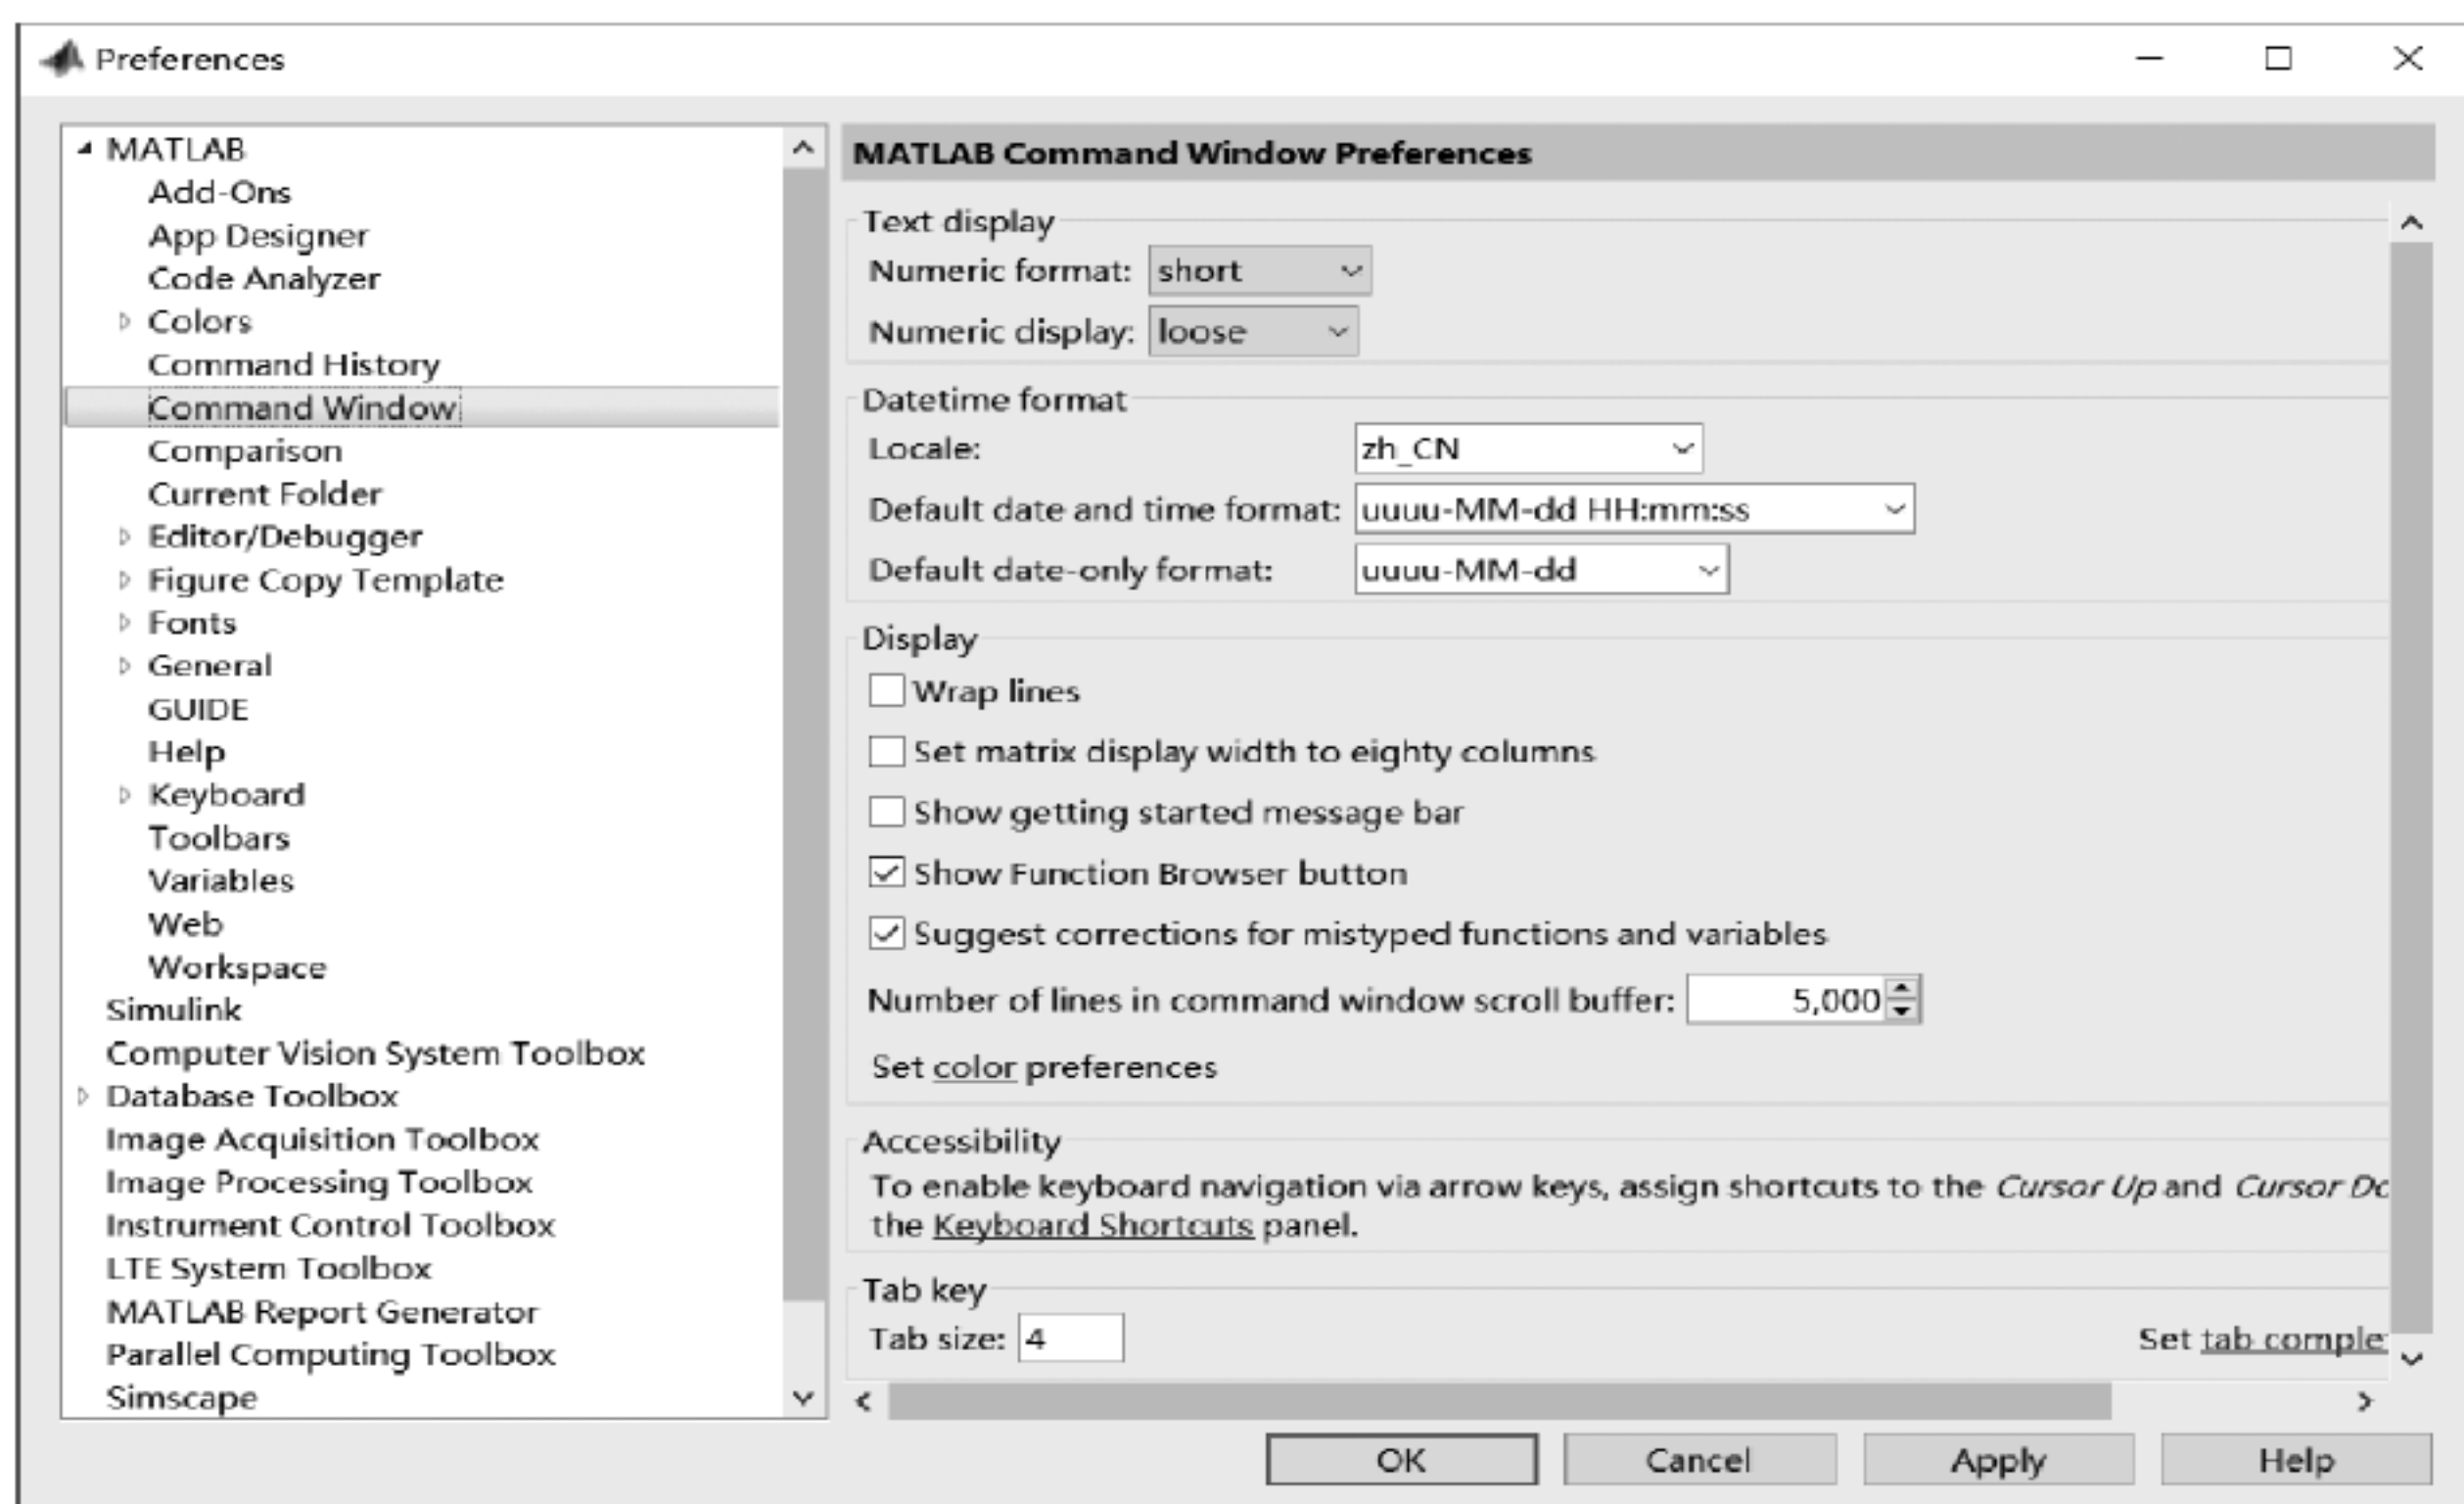 Preferences
MATLAB
Add-Ons
App Designer
Code Analyzer
Colors
Command History
Command Window
Comparison
Current Folder
Editor/Debugger
Figure Copy Template
Fonts
General
GUIDE
Help
Keyboard
Toolbars
Variables
Web
Workspace
Simulink
Computer Vision System Toolbox
Database Toolbox
Image Acquisition Toolbox
Image Processing Toolbox
Instrument Control Toolbox
LTE System Toolbox
MATLAB Report Generator
Parallel Computing Toolbox
Simscape
MATLAB Command Window Preferences
Text display
Numeric format: short
Numeric display: loose
Datetime format
Locale: zh_CN
Default date and time format: uuuu-MM-dd HH:mm:ss
Default date-only format: uuuu-MM-dd
Display
Wrap lines
Set matrix display width to eighty columns
Show getting started message bar
Show Function Browser button
Suggest corrections for mistyped functions and variables
Number of lines in command window scroll buffer: 5,000
Set color preferences
Accessibility
To enable keyboard navigation via arrow keys, assign shortcuts to the Cursor Up and Cursor Do
the Keyboard Shortcuts panel.
Tab key
Tab size: 4 Set tab comple
OK Cancel Apply Help